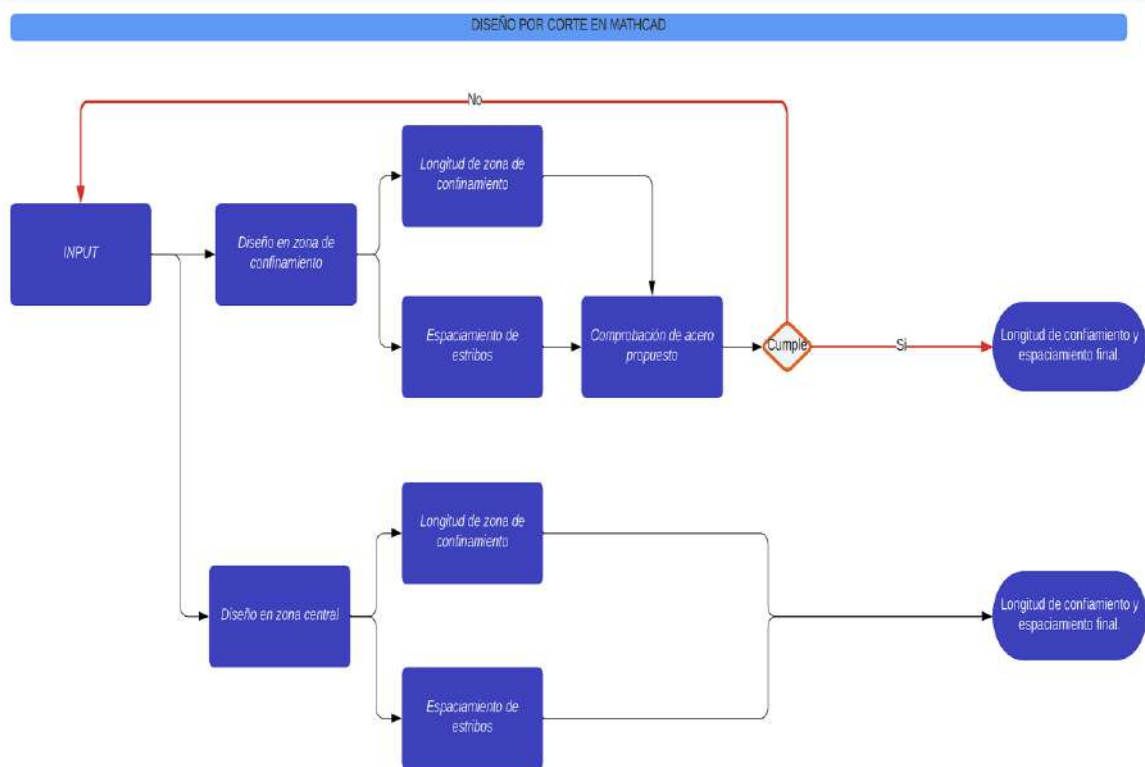 DISEÑO POR CORTE EN MATHCAD
No
Longitud de zona de
confinamiento
INPUT
Diseño en zona de
confinamiento
Espaciamiento de
estribos
Comprobación de acero
propuesto
Cumple
Si
Longitud de confiamiento y
espaciamiento final.
Longitud de zona de
confinamiento
Diseño en zona central
Longitud de confiamiento y
espaciamiento final.
Espaciamiento de
estribos